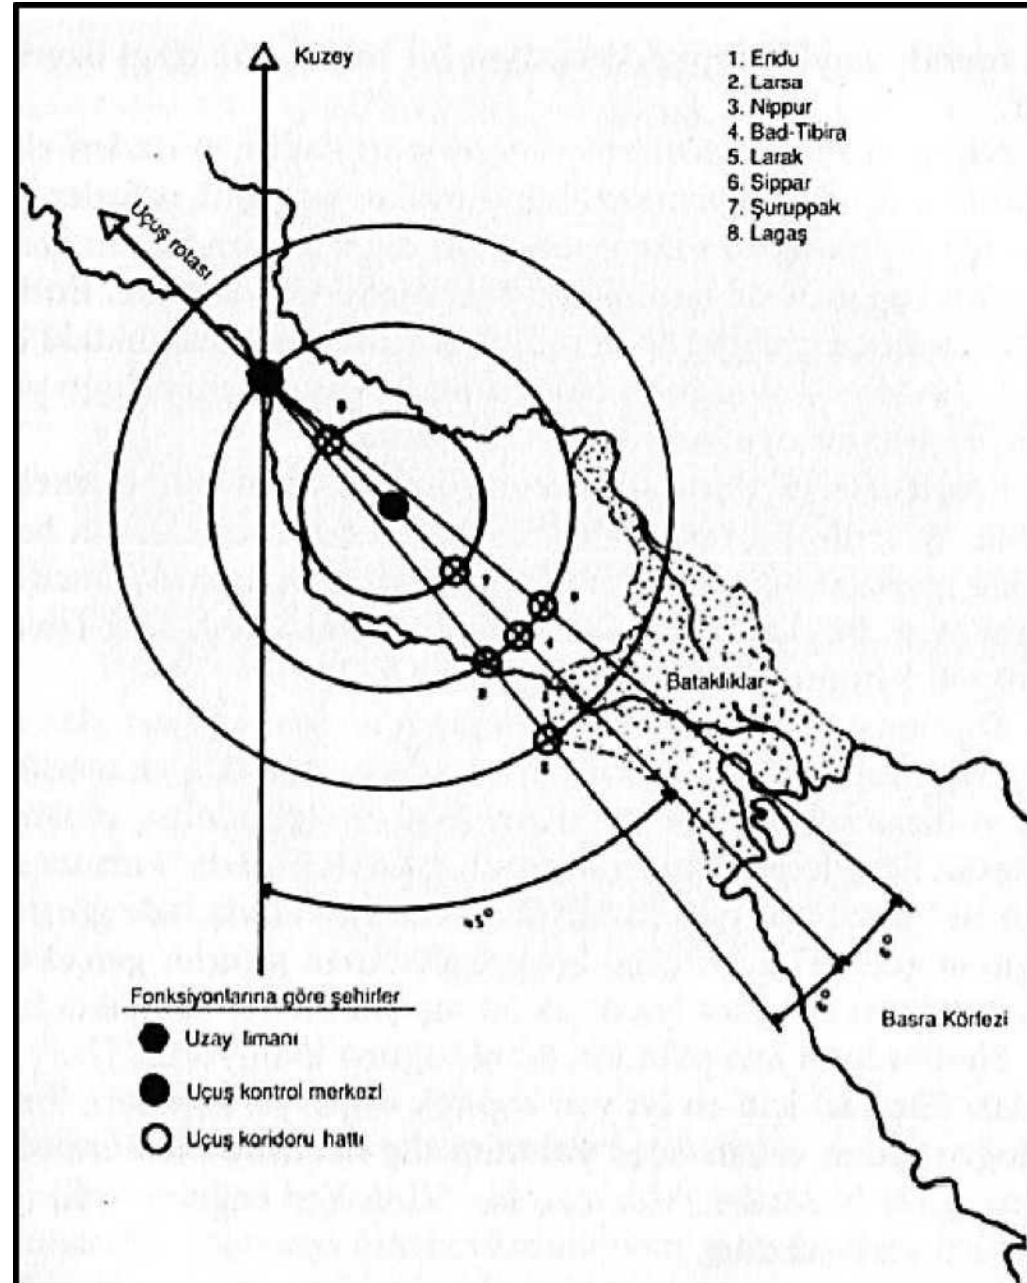 Kuzey
1. Eridu
2. Larsa
3. Nippur
4. Bad-Tibira
5. Larak
6. Sippar
7. Şuruppak
8. Lagaş
Uçuş rotası
Bataklıklar
Basra Körfezi
Fonksiyonlarına göre şehirler
Uzay limanı
Uçuş kontrol merkezi
Uçuş koridoru hattı